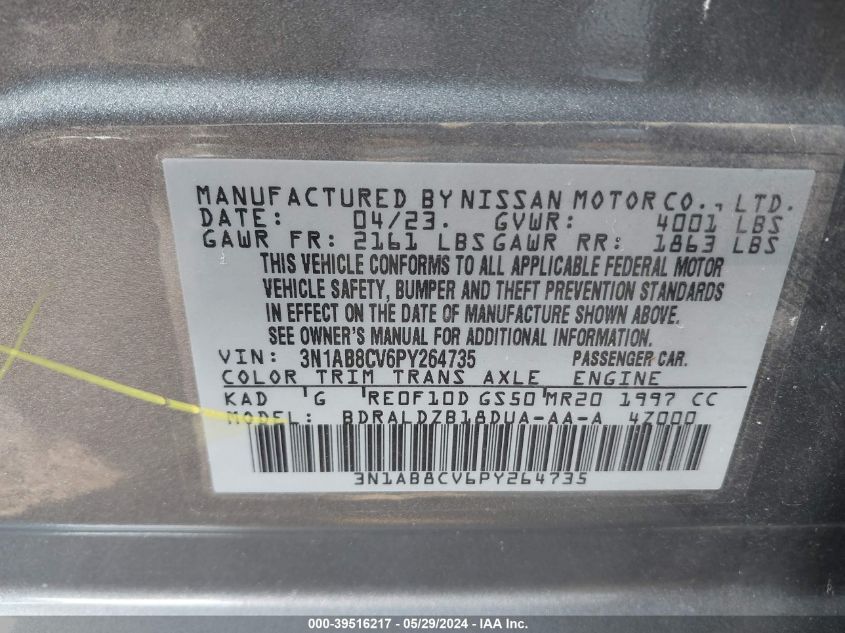 MANUFACTURED BY NISSAN MOTOR CO., LTD.
DATE: 04/23. GVWR: 4001 LBS
GAWR FR: 2161 LBS GAWR RR: 1863 LBS
THIS VEHICLE CONFORMS TO ALL APPLICABLE FEDERAL MOTOR
VEHICLE SAFETY, BUMPER AND THEFT PREVENTION STANDARDS
IN EFFECT ON THE DATE OF MANUFACTURE SHOWN ABOVE.
SEE OWNER'S MANUAL FOR ADDITIONAL INFORMATION.
VIN: 3N1AB8CV6PY264735 PASSENGER CAR.
COLOR TRIM TRANS AXLE ENGINE
KAD 'G 'RE0F10D GS50'MR20 1997 CC
MODEL: BDRALDZB18DUA-AA-A 4Z000
3N1AB8CV6PY264735
000-39516217 - 05/29/2024 - IAA Inc.